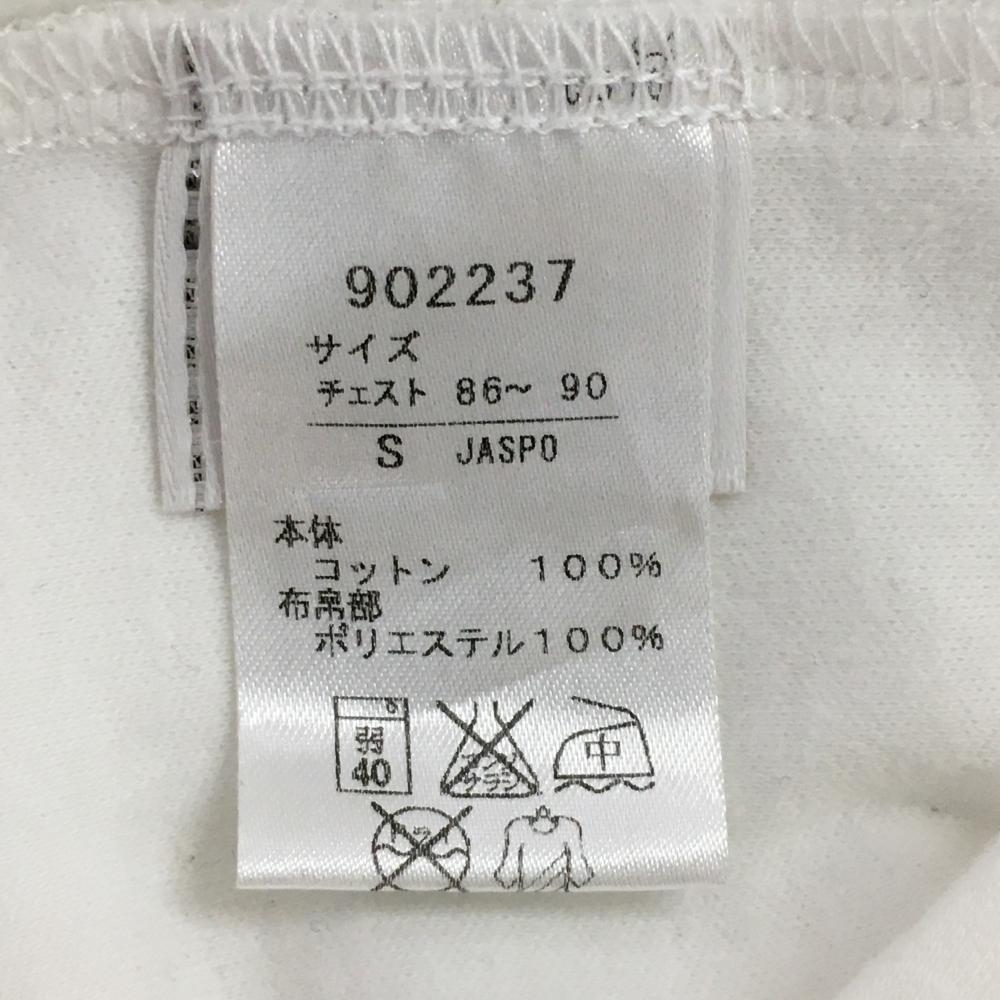 902237
サイズ
チェスト 86～ 90
S JASPO
本体
コットン 100%
布帛部
ポリエステル100%
弱
40
中